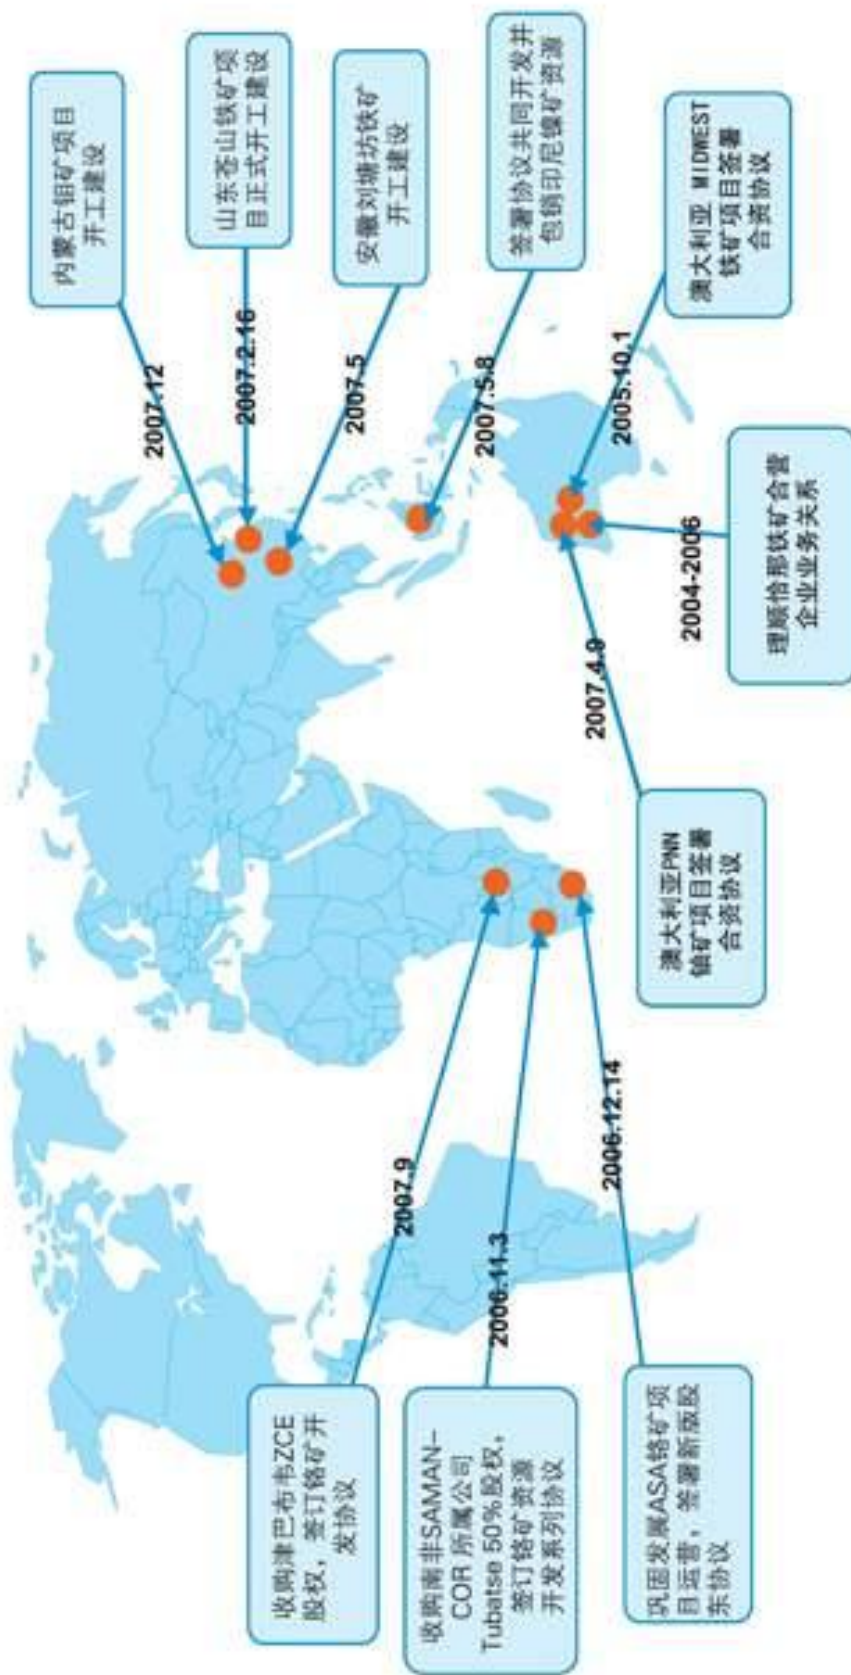 内蒙古钼矿项目
开工建设
2007.12
山东苍山铁矿项
目正式开工建设
2007.2.16
安徽刘塘坊铁矿
开工建设
2007.5
签署协议共同开发并
包销印尼镍矿资源
2007.5.8
澳大利亚 MIDWEST
铁矿项目签署
合资协议
2005.10.1
理顺恰那铁矿合营
企业业务关系
2004-2006
澳大利亚PNN
铀矿项目签署
合资协议
2007.4.9
收购津巴布韦ZCE
股权，签订铬矿开
发协议
2007.9
收购南非SAMAN-
COR 所属公司
Tubatse 50%股权，
签订铬矿资源
开发系列协议
2006.11.3
巩固发展ASA铬矿项
目运营，签署新版股
东协议
2006.12.14